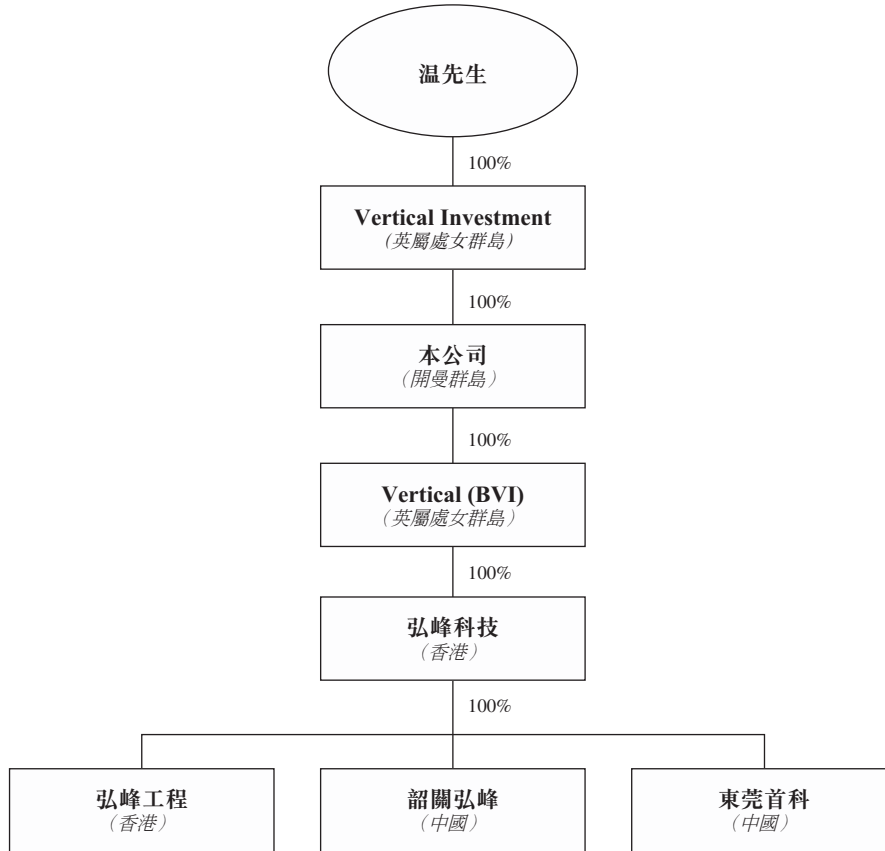 温先生
100%
Vertical Investment
（英屬處女群島）
100%
本公司
（開曼群島）
100%
Vertical (BVI)
（英屬處女群島）
100%
弘峰科技
（香港）
100%
弘峰工程
（香港）
韶關弘峰
（中國）
東莞首科
（中國）